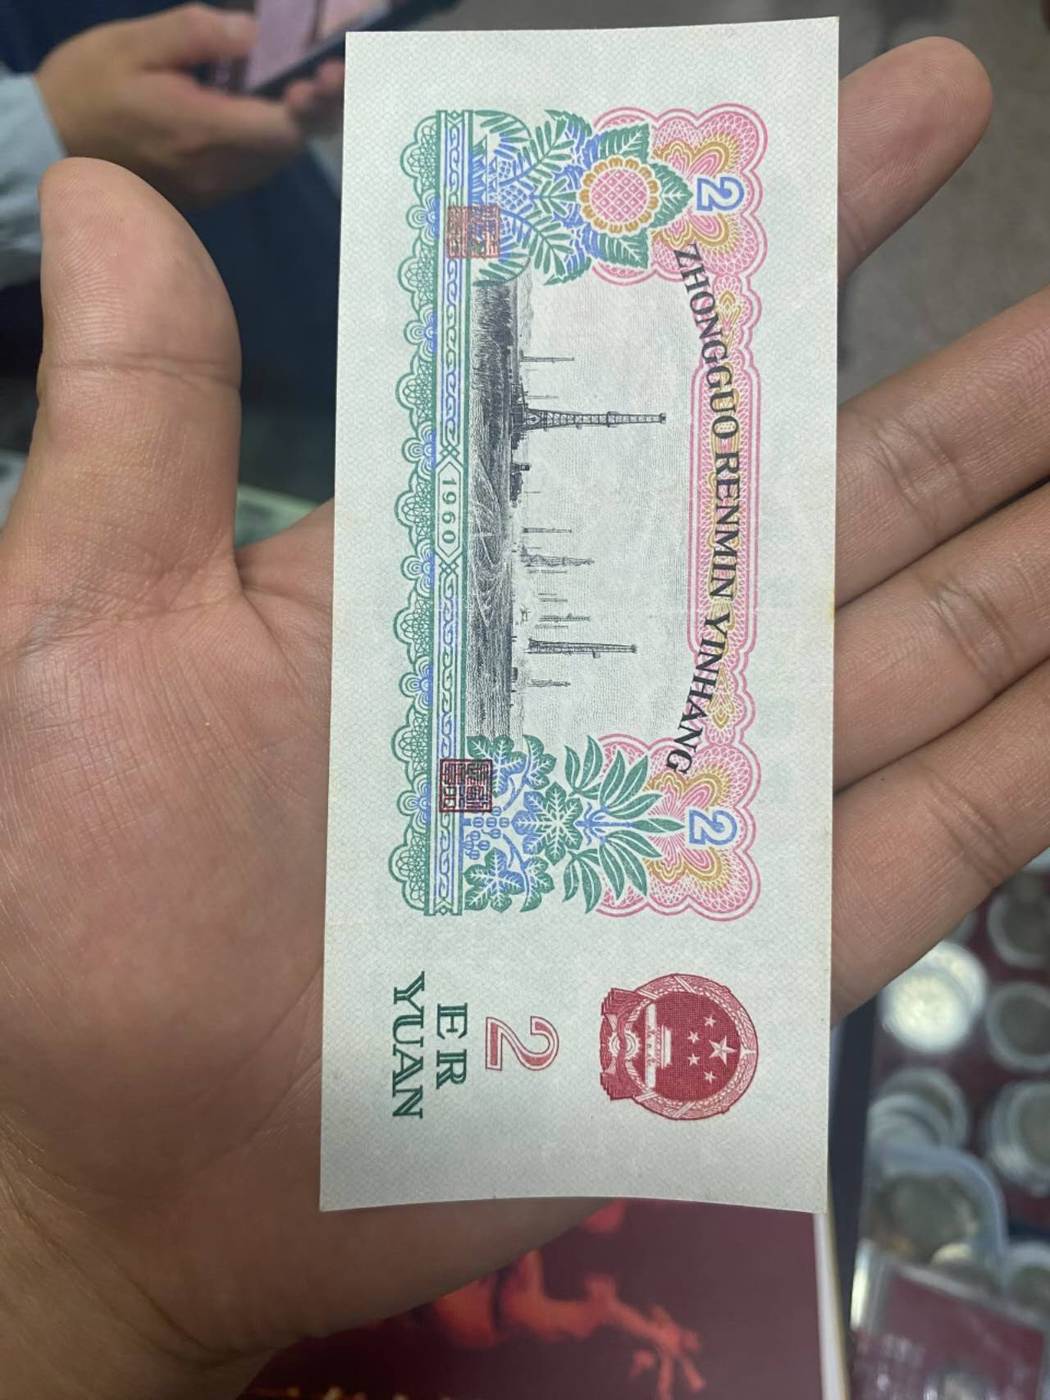 ZHONGGUO RENMIN YINHANG
2
2
1960
2
ER
YUAN